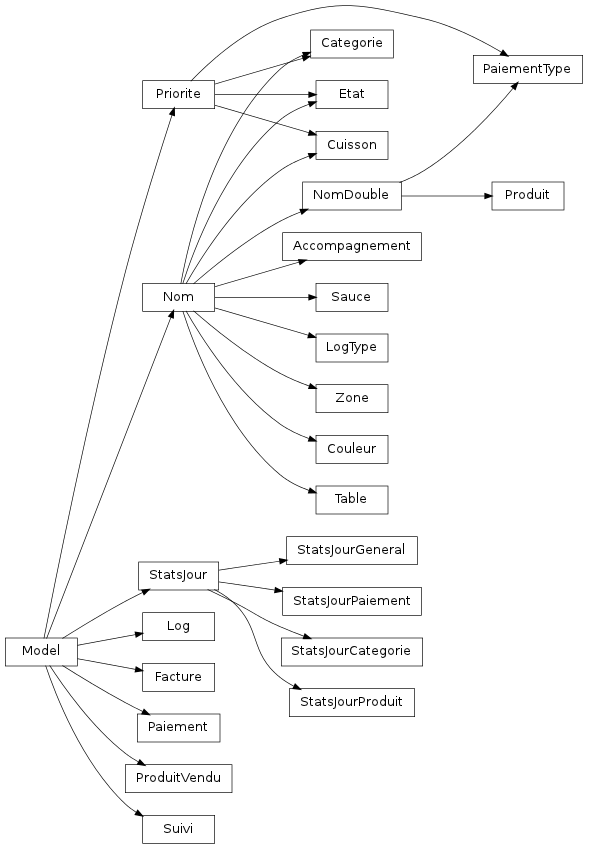 Categorie
PaiementType
Priorite
Etat
Cuisson
NomDouble
Produit
Accompagnement
Nom
Sauce
LogType
Zone
Couleur
Table
StatsJourGeneral
StatsJour
StatsJourPaiement
Log
Model
StatsJourCategorie
Facture
StatsJourProduit
Paiement
ProduitVendu
Suivi